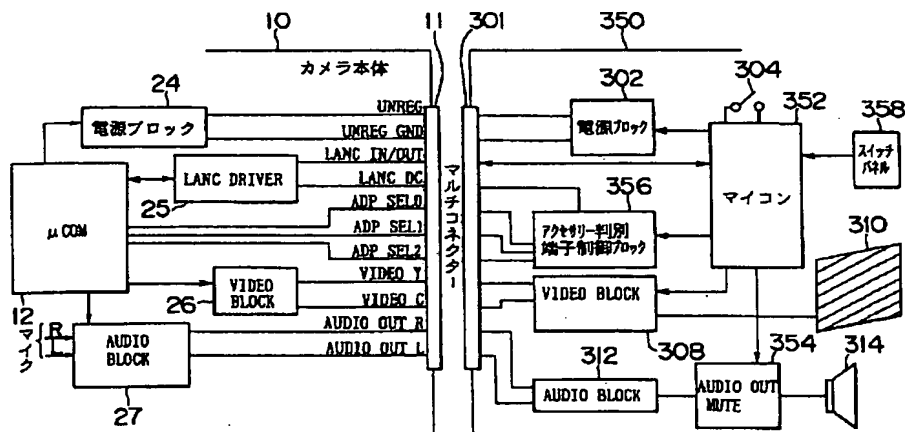 10
11
301
350
カメラ本体
24
電源ブロック
UNREG
UNREG GND
LANC IN/OUT
LANC DC
LANC DRIVER
25
ADP SEL0
ADP SEL1
ADP SEL2
μCOM
12
VIDEO Y
VIDEO C
VIDEO
BLOCK
26
AUDIO OUT R
AUDIO OUT L
マイク
R
L
AUDIO
BLOCK
27
マルチコネクター
302
電源ブロック
304
352
マイコン
358
スイッチ
パネル
356
アクセサリー判別
端子制御ブロック
310
VIDEO BLOCK
308
354
314
312
AUDIO BLOCK
AUDIO OUT
MUTE